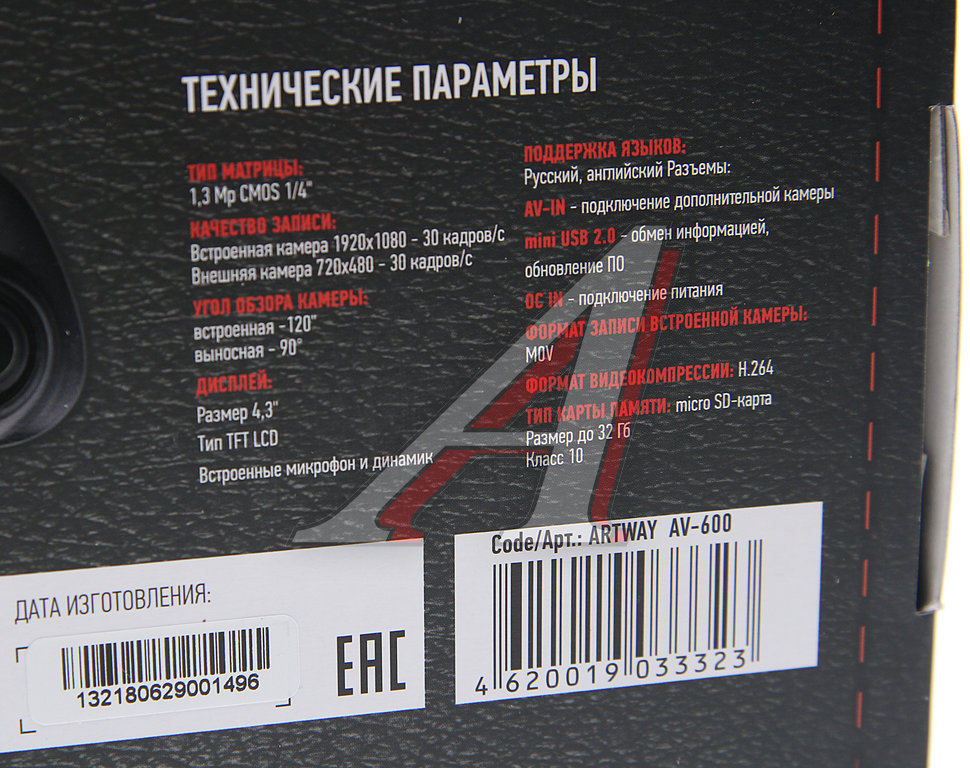 ТЕХНИЧЕСКИЕ ПАРАМЕТРЫ
ТИП МАТРИЦЫ:
1,3 Mp CMOS 1/4"
КАЧЕСТВО ЗАПИСИ:
Встроенная камера 1920x1080 - 30 кадров/с
Внешняя камера 720x480 - 30 кадров/с
УГОЛ ОБЗОРА КАМЕРЫ:
встроенная -120"
выносная - 90°
ДИСПЛЕЙ:
Размер 4,3"
Тип TFT LCD
Встроенные микрофон и динамик
ПОДДЕРЖКА ЯЗЫКОВ:
Русский, английский Разъемы:
AV-IN - подключение дополнительной камеры
mini USB 2.0 - обмен информацией,
обновление ПО
DC IN - подключение питания
ФОРМАТ ЗАПИСИ ВСТРОЕННОЙ КАМЕРЫ:
MOV
ФОРМАТ ВИДЕОКОМПРЕССИИ: H.264
ТИП КАРТЫ ПАМЯТИ: micro SD-карта
Размер до 32 Гб
Класс 10
ДАТА ИЗГОТОВЛЕНИЯ:
132180629001496
EAC
Code/Арт.: ARTWAY AV-600
4 620019 033323